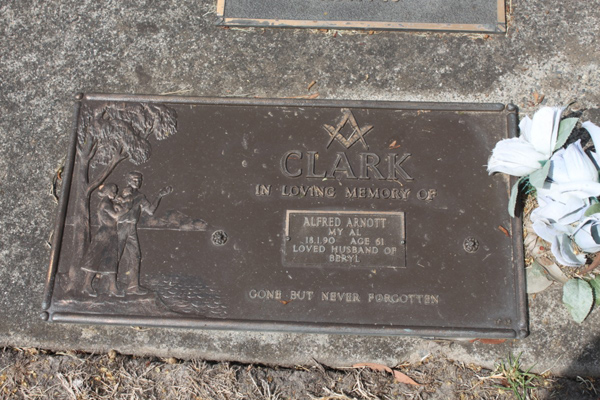 CLARK
IN LOVING MEMORY OF
ALFRED ARNOTT
MY AL
18.1.90 AGE 61
LOVED HUSBAND OF
BERYL
GONE BUT NEVER FORGOTTEN